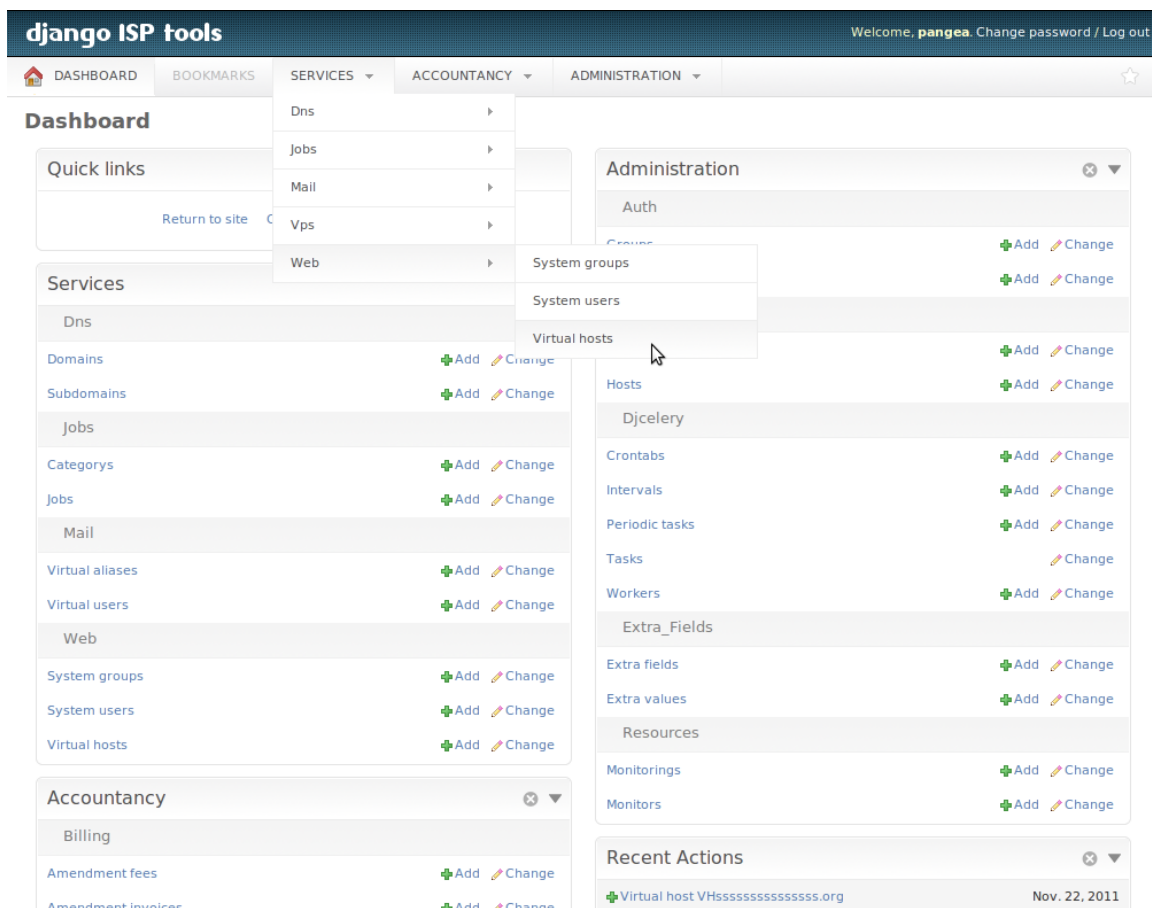 django ISP tools
Welcome, pangea. Change password / Log out
DASHBOARD BOOKMARKS SERVICES ACCOUNTANCY ADMINISTRATION
Dns
Jobs
Mail
Vps
Web
System groups
System users
Virtual hosts
Dashboard
Quick links
Return to site
Services
Dns
Domains Add Change
Subdomains Add Change
Jobs
Categorys Add Change
Jobs Add Change
Mail
Virtual aliases Add Change
Virtual users Add Change
Web
System groups Add Change
System users Add Change
Virtual hosts Add Change
Accountancy
Billing
Amendment fees Add Change
Amendment invoices Add Change
Administration
Auth
Groups Add Change
Add Change
Add Change
Hosts Add Change
Djcelery
Crontabs Add Change
Intervals Add Change
Periodic tasks Add Change
Tasks Change
Workers Add Change
Extra_Fields
Extra fields Add Change
Extra values Add Change
Resources
Monitorings Add Change
Monitors Add Change
Recent Actions
Virtual host VHsssssssssssssss.org Nov. 22, 2011